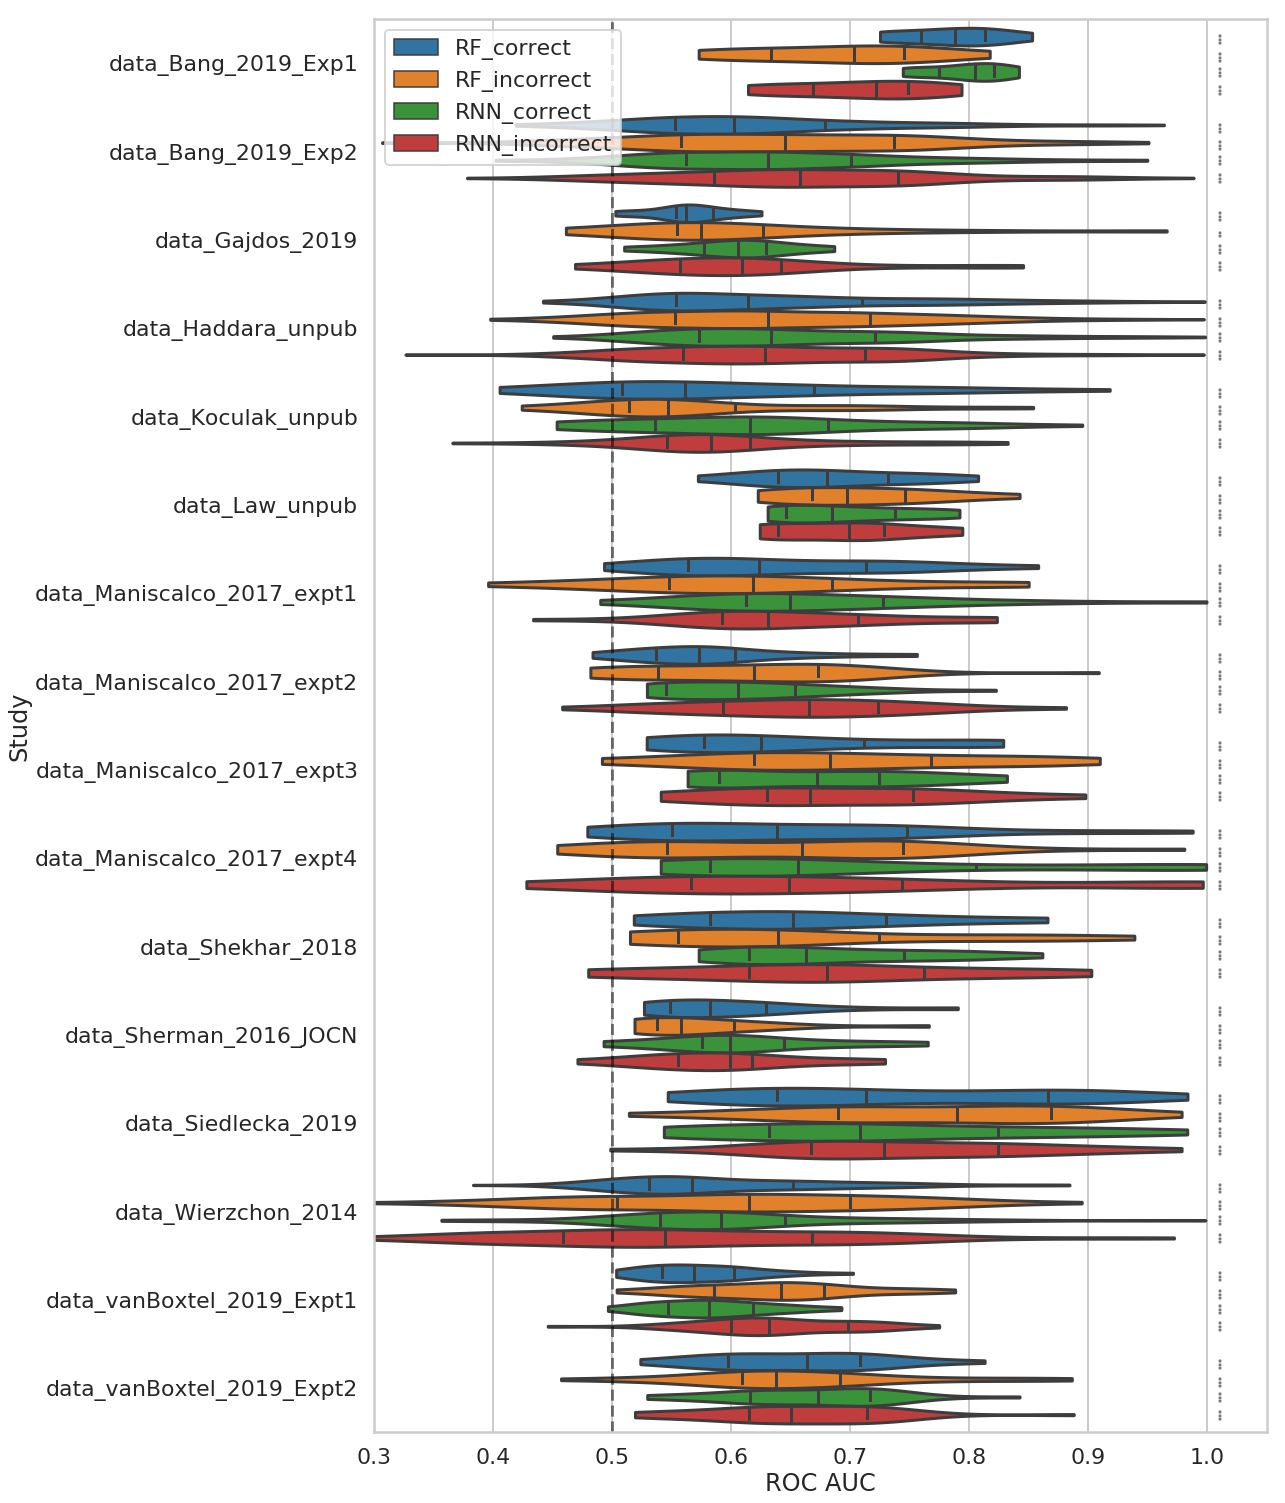 RF_correct
RF_incorrect
RNN_correct
RNN_incorrect
Study
data_Bang_2019_Exp1
data_Bang_2019_Exp2
data_Gajdos_2019
data_Haddara_unpub
data_Koculak_unpub
data_Law_unpub
data_Maniscalco_2017_expt1
data_Maniscalco_2017_expt2
data_Maniscalco_2017_expt3
data_Maniscalco_2017_expt4
data_Shekhar_2018
data_Sherman_2016_JOCN
data_Siedlecka_2019
data_Wierzchon_2014
data_vanBoxtel_2019_Expt1
data_vanBoxtel_2019_Expt2
0.3 0.4 0.5 0.6 0.7 0.8 0.9 1.0
ROC AUC